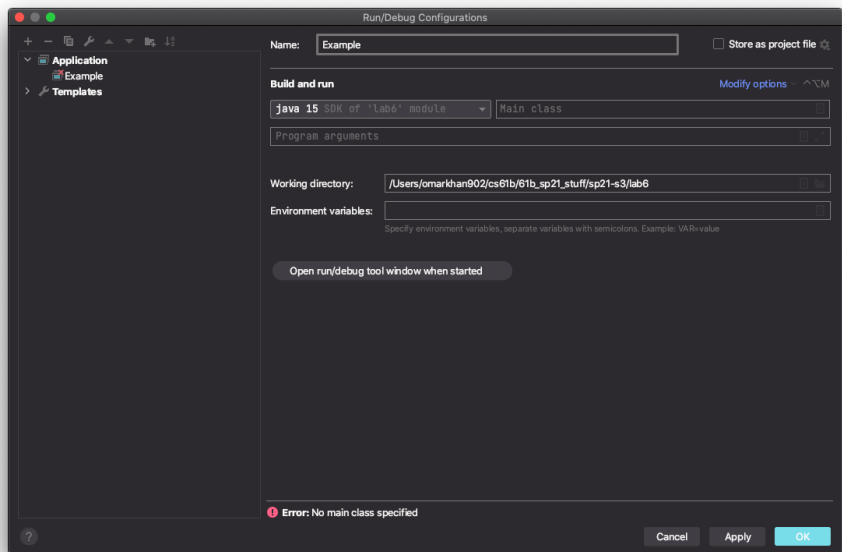 Run/Debug Configurations
Application
Example
Templates
Name: Example
Store as project file
Build and run
Modify options ⌃⌥M
java 15 SDK of 'lab6' module
Main class
Program arguments
Working directory: /Users/omarkhan902/cs61b/61b_sp21_stuff/sp21-s3/lab6
Environment variables:
Specify environment variables, separate variables with semicolons. Example: VAR=value
Open run/debug tool window when started
Error: No main class specified
? Cancel Apply OK